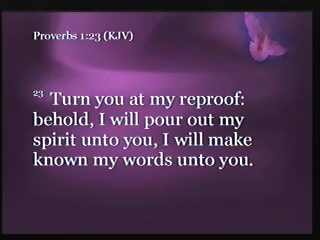 Proverbs 1:23 (KJV)
23 Turn you at my reproof:
behold, I will pour out my
spirit unto you, I will make
known my words unto you.